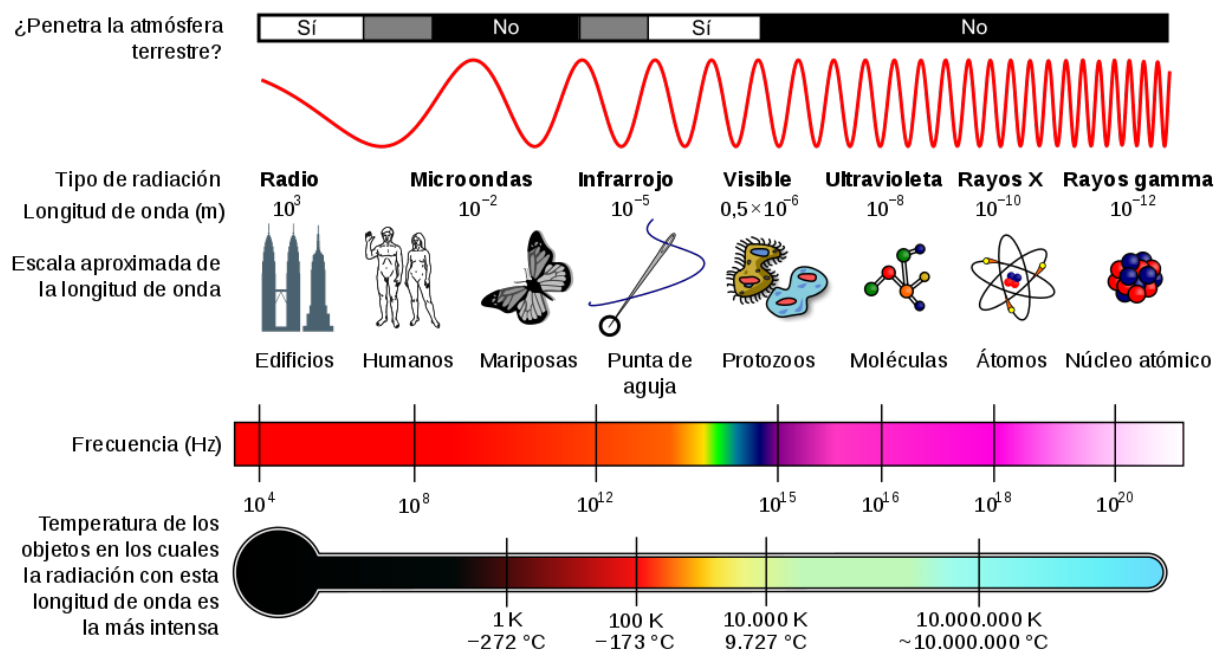 ¿Penetra la atmósfera
terrestre?
Sí No Sí No
Tipo de radiación Radio Microondas Infrarrojo Visible Ultravioleta Rayos X Rayos gamma
Longitud de onda (m) 10³ 10⁻² 10⁻⁵ 0,5×10⁻⁶ 10⁻⁸ 10⁻¹⁰ 10⁻¹²
Escala aproximada de
la longitud de onda
Edificios Humanos Mariposas Punta de aguja Protozoos Moléculas Átomos Núcleo atómico
Frecuencia (Hz)
10⁴ 10⁸ 10¹² 10¹⁵ 10¹⁶ 10¹⁸ 10²⁰
Temperatura de los
objetos en los cuales
la radiación con esta
longitud de onda es
la más intensa
1 K 100 K 10.000 K 10.000.000 K
−272 °C −173 °C 9.727 °C ~10.000.000 °C